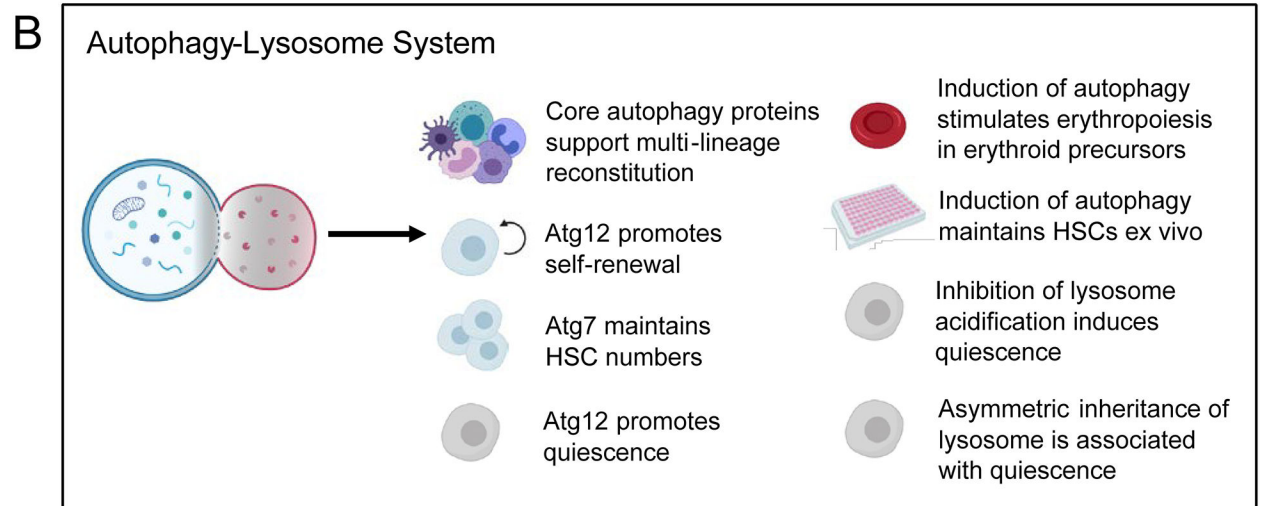 B
Autophagy-Lysosome System
Core autophagy proteins
support multi-lineage
reconstitution
Atg12 promotes
self-renewal
Atg7 maintains
HSC numbers
Atg12 promotes
quiescence
Induction of autophagy
stimulates erythropoiesis
in erythroid precursors
Induction of autophagy
maintains HSCs ex vivo
Inhibition of lysosome
acidification induces
quiescence
Asymmetric inheritance of
lysosome is associated
with quiescence